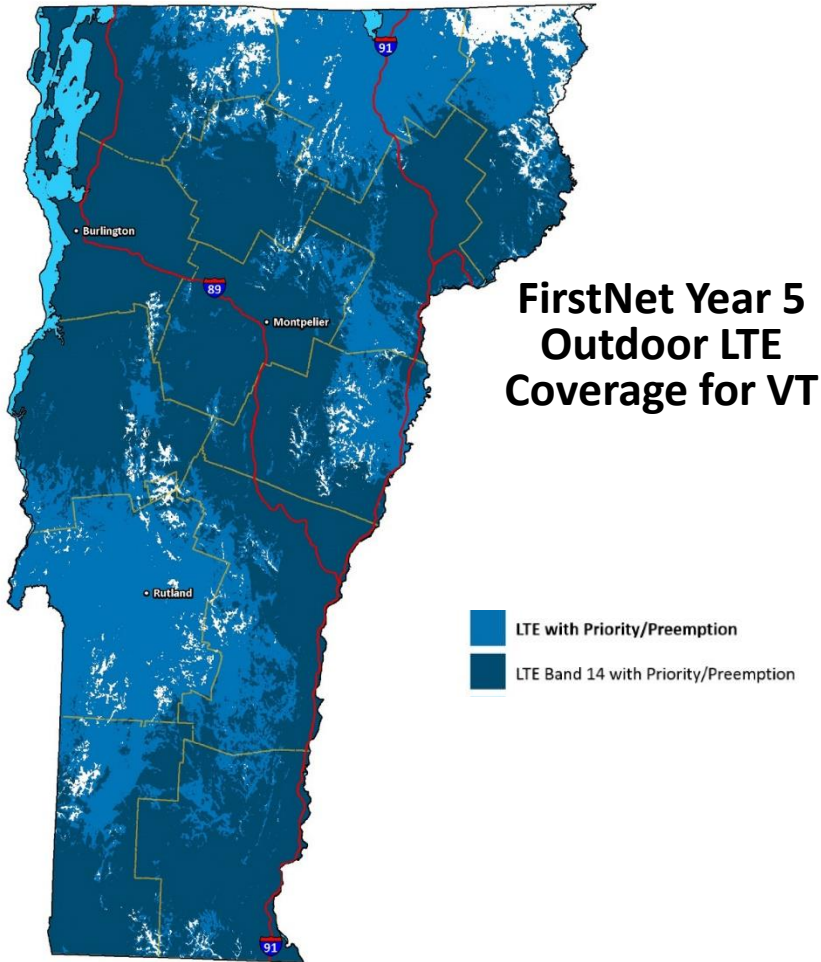 91
Burlington
89
Montpelier
FirstNet Year 5
Outdoor LTE
Coverage for VT
Rutland
LTE with Priority/Preemption
LTE Band 14 with Priority/Preemption
91